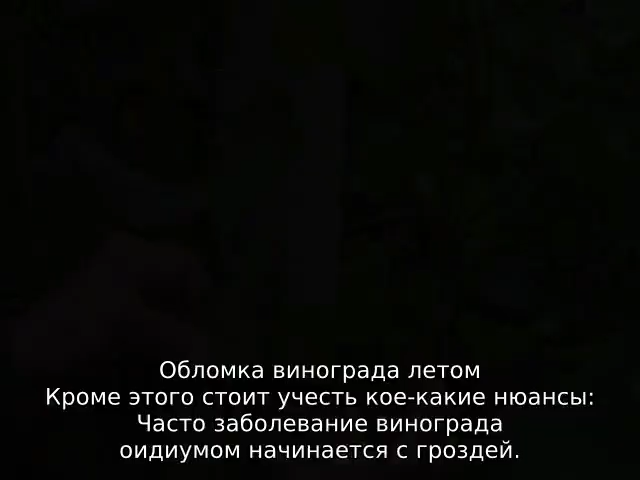 Обломка винограда летом
Кроме этого стоит учесть кое-какие нюансы:
Часто заболевание винограда
оидиумом начинается с гроздей.